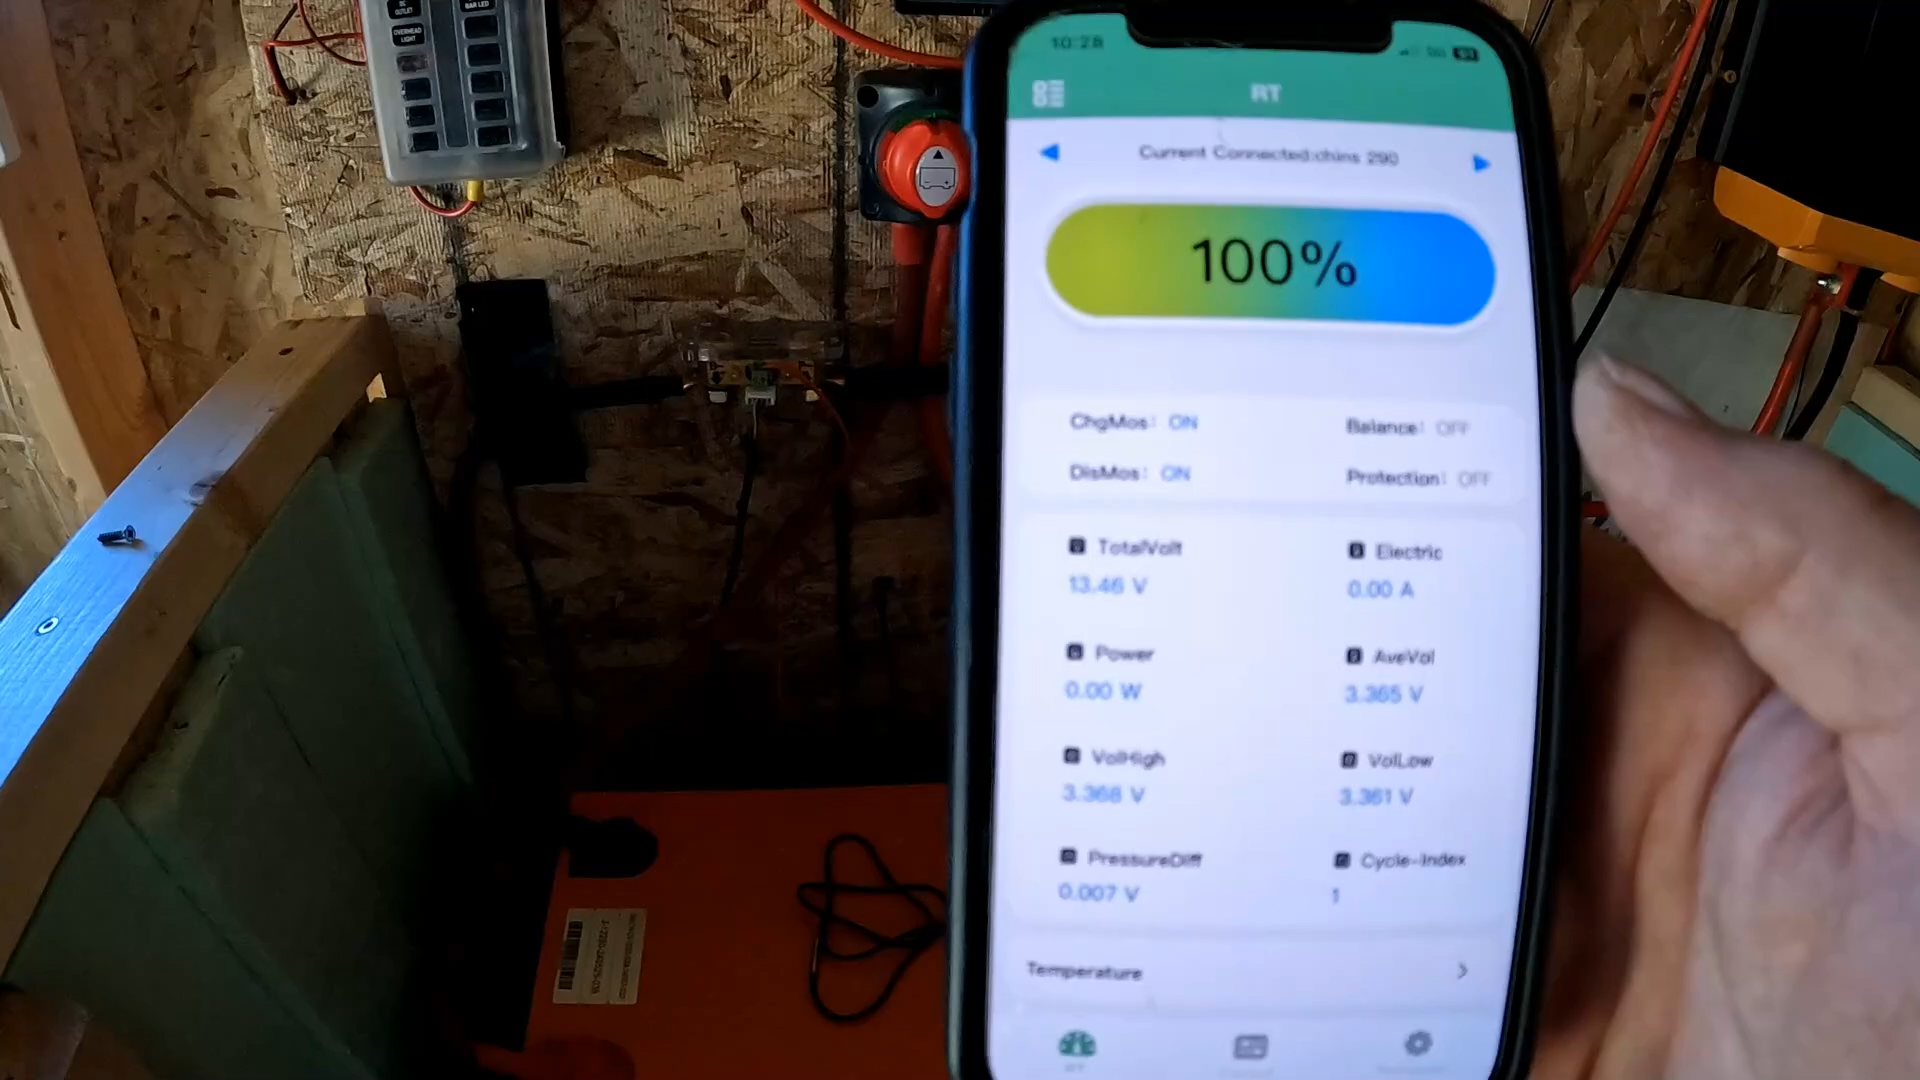 DC OUTLET
BAR LED
OVERHEAD LIGHT
10:28
RT
Current Connected:chins 290
100%
ChgMos: ON
Balance: OFF
DisMos: ON
Protection: OFF
TotalVolt
Electric
13.46 V
0.00 A
Power
AveVol
0.00 W
3.365 V
VolHigh
VolLow
3.368 V
3.361 V
PressureDiff
Cycle-Index
0.007 V
1
Temperature